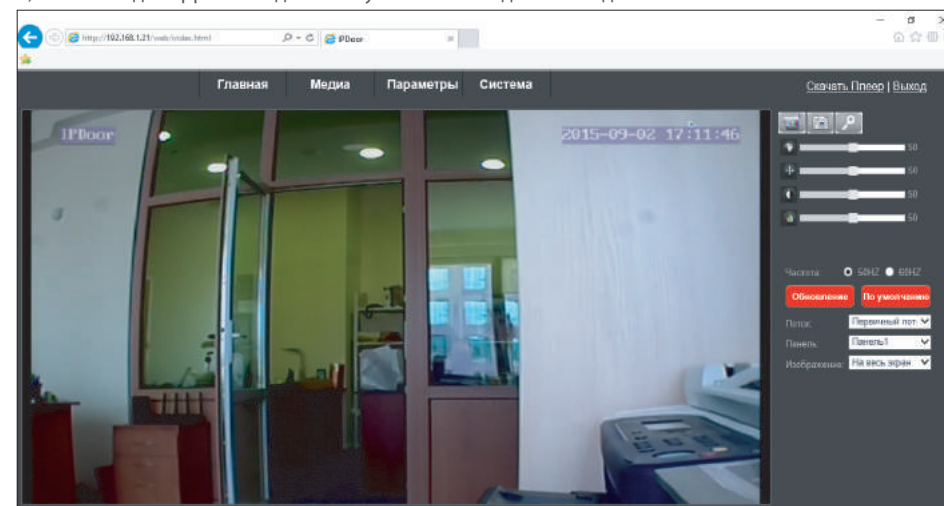 http://192.168.1.21/web/index.html
IPDoor
Главная Медиа Параметры Система
Скачать Плеер | Выход
IPDoor 2015-09-02 17:11:46
50
50
50
50
Частота: 50HZ 60HZ
Обновление По умолчанию
Поток: Первичный пот
Панель: Панель1
Изображение: На весь экран